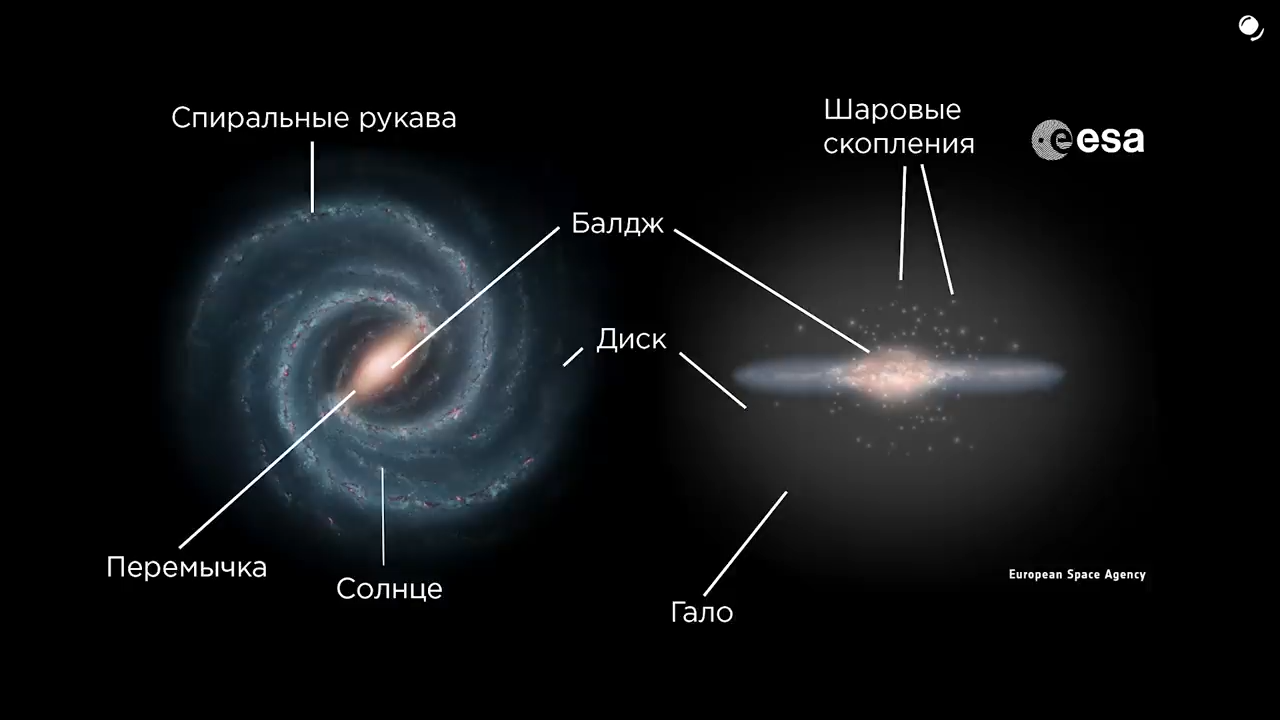 Спиральные рукава
Шаровые
скопления
esa
Балдж
Диск
Перемычка
Солнце
Гало
European Space Agency